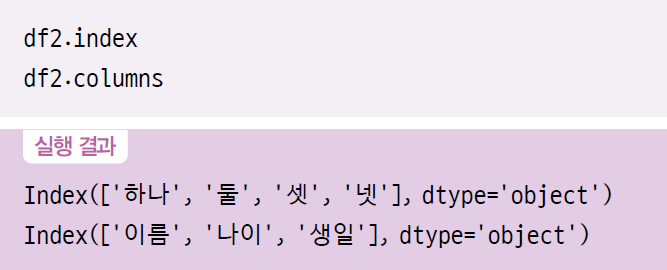 df2.index
df2.columns
실행 결과
Index(['하나', '둘', '셋', '넷'], dtype='object')
Index(['이름', '나이', '생일'], dtype='object')